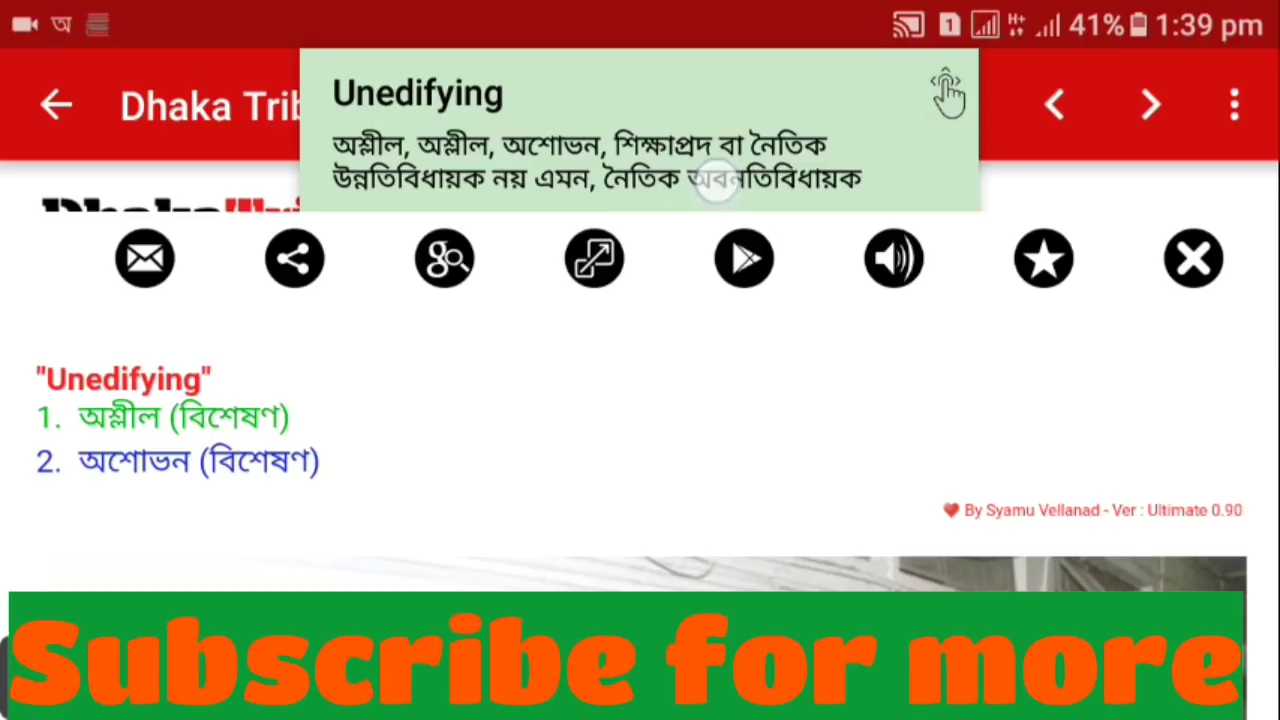 অ
1
H+
41%
1:39 pm
Dhaka Trib
Unedifying
অশ্লীল, অশ্লীল, অশোভন, শিক্ষাপ্রদ বা নৈতিক
উন্নতিবিধায়ক নয় এমন, নৈতিক অবনতিবিধায়ক
"Unedifying"
1. অশ্লীল (বিশেষণ)
2. অশোভন (বিশেষণ)
By Syamu Vellanad - Ver : Ultimate 0.90
Subscribe for more